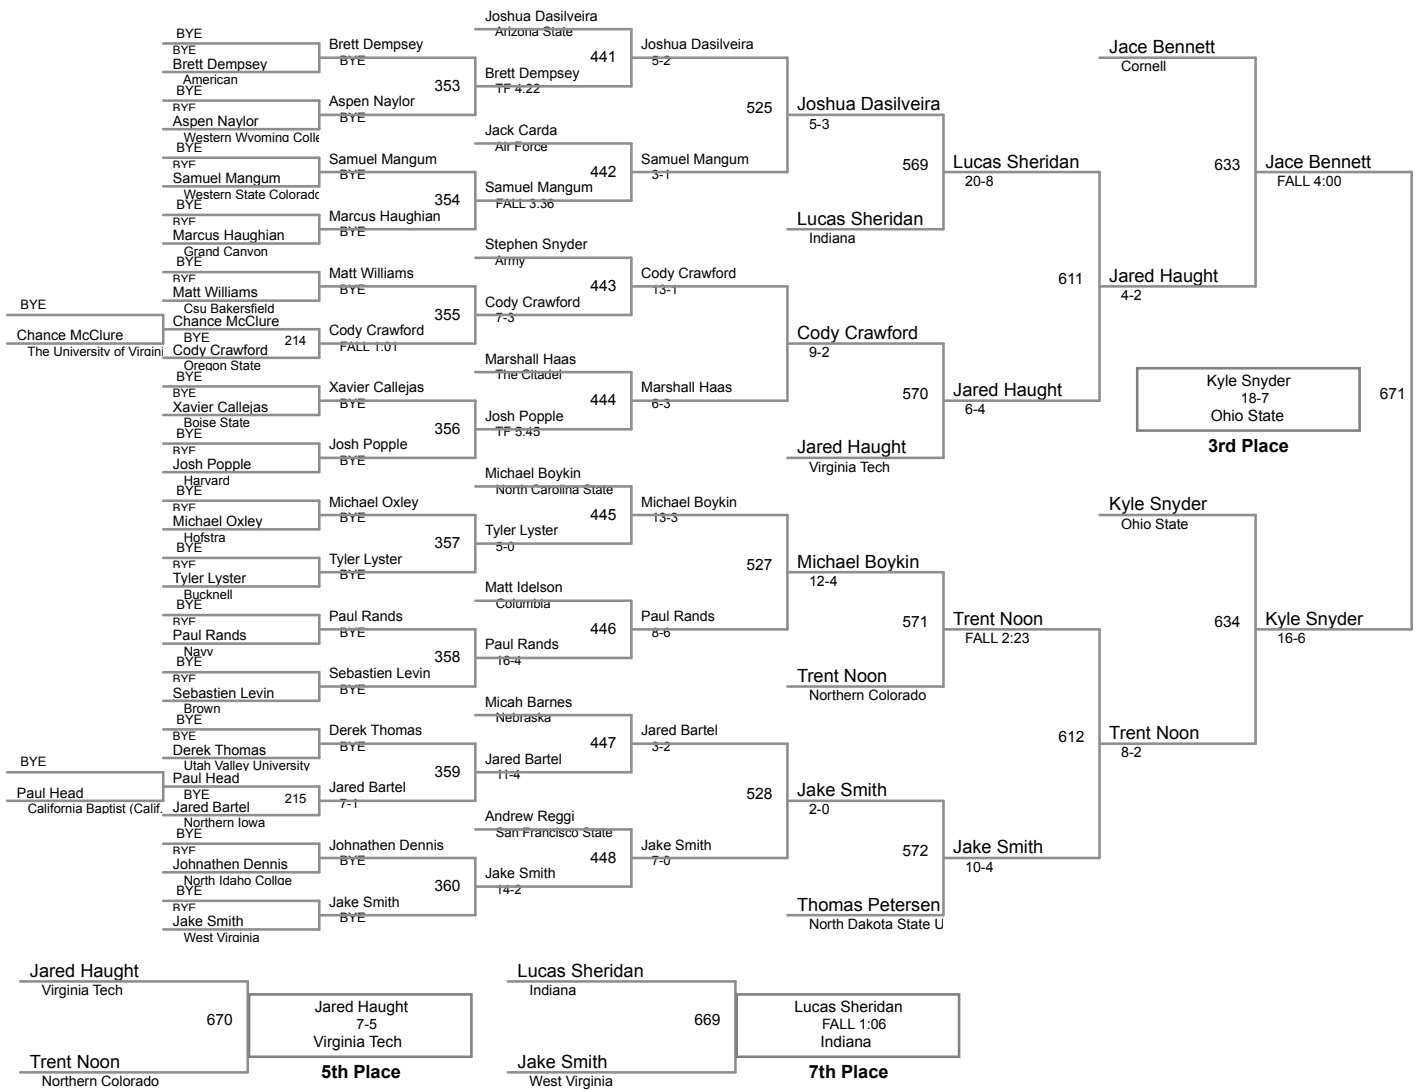 BYE
Chance McClure
The University of Virgini
BYE
Paul Head
California Baptist (Calif.
BYE
BYE
Brett Dempsey
American
BYE
BYE
Aspen Naylor
Western Wyoming Colle
BYE
BYE
Samuel Mangum
Western State Colorado
BYE
BYE
Marcus Haughian
Grand Canyon
BYE
BYE
Matt Williams
Csu Bakersfield
Chance McClure
BYE
214
Cody Crawford
Oregon State
BYE
BYE
Xavier Callejas
Boise State
BYE
BYE
Josh Popple
Harvard
BYE
BYE
Michael Oxley
Hofstra
BYE
BYE
Tyler Lyster
Bucknell
BYE
BYE
Paul Rands
Navy
BYE
BYE
Sebastien Levin
Brown
BYE
BYE
Derek Thomas
Utah Valley University
Paul Head
BYE
215
Jared Bartel
Northern Iowa
BYE
BYE
Johnathen Dennis
North Idaho Collge
BYE
BYE
Jake Smith
West Virginia
Brett Dempsey
BYE
353
Aspen Naylor
BYE
Samuel Mangum
BYE
354
Marcus Haughian
BYE
Matt Williams
BYE
355
Cody Crawford
FALL 1:01
Xavier Callejas
BYE
356
Josh Popple
BYE
Michael Oxley
BYE
357
Tyler Lyster
BYE
Paul Rands
BYE
358
Sebastien Levin
BYE
Derek Thomas
BYE
359
Jared Bartel
7-1
Johnathen Dennis
BYE
360
Jake Smith
BYE
Joshua Dasilveira
Arizona State
441
Brett Dempsey
TF 4:22
Jack Carda
Air Force
442
Samuel Mangum
FALL 3:36
Stephen Snyder
Army
443
Cody Crawford
7-3
Marshall Haas
The Citadel
444
Josh Popple
TF 5:45
Michael Boykin
North Carolina State
445
Tyler Lyster
5-0
Matt Idelson
Columbia
446
Paul Rands
16-4
Micah Barnes
Nebraska
447
Jared Bartel
11-4
Andrew Reggi
San Francisco State
448
Jake Smith
14-2
Joshua Dasilveira
5-2
525
Samuel Mangum
3-1
Cody Crawford
13-1
Marshall Haas
6-3
Michael Boykin
13-3
527
Paul Rands
8-6
Jared Bartel
3-2
528
Jake Smith
7-0
Joshua Dasilveira
5-3
569
Lucas Sheridan
Indiana
Cody Crawford
9-2
570
Jared Haught
Virginia Tech
Michael Boykin
12-4
571
Trent Noon
Northern Colorado
Jake Smith
2-0
572
Thomas Petersen
North Dakota State U
Lucas Sheridan
20-8
611
Jared Haught
6-4
Trent Noon
FALL 2:23
612
Jake Smith
10-4
Jace Bennett
Cornell
633
Jared Haught
4-2
Kyle Snyder
Ohio State
634
Trent Noon
8-2
Jace Bennett
FALL 4:00
671
Kyle Snyder
16-6
Kyle Snyder
18-7
Ohio State
3rd Place
Jared Haught
Virginia Tech
670
Trent Noon
Northern Colorado
Jared Haught
7-5
Virginia Tech
5th Place
Lucas Sheridan
Indiana
669
Jake Smith
West Virginia
Lucas Sheridan
FALL 1:06
Indiana
7th Place